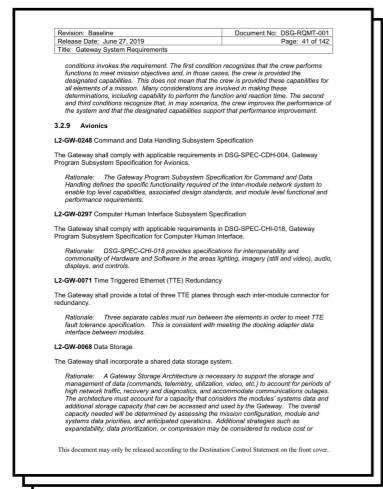 Revision: Baseline Document No: DSG-RQMT-001
Release Date: June 27, 2019 Page: 41 of 142
Title: Gateway System Requirements
conditions invokes the requirement. The first condition recognizes that the crew performs
functions to meet mission objectives and, in those cases, the crew is provided the
designated capabilities. This does not mean that the crew is provided these capabilities for
all elements of a mission. Many considerations are involved in making these
determinations, including capability to perform the function and reaction time. The second
and third conditions recognize that, in may scenarios, the crew improves the performance of
the system and that the designated capabilities support that performance improvement.
3.2.9 Avionics
L2-GW-0248 Command and Data Handling Subsystem Specification
The Gateway shall comply with applicable requirements in DSG-SPEC-CDH-004, Gateway
Program Subsystem Specification for Avionics.
Rationale: The Gateway Program Subsystem Specification for Command and Data
Handling defines the specific functionality required of the Inter-module network system to
enable top level capabilities, associated design standards, and module level functional and
performance requirements.
L2-GW-0297 Computer Human Interface Subsystem Specification
The Gateway shall comply with applicable requirements in DSG-SPEC-CHI-018, Gateway
Program Subsystem Specification for Computer Human Interface.
Rationale: DSG-SPEC-CHI-018 provides specifications for interoperability and
commonality of Hardware and Software in the areas lighting, imagery (still and video), audio,
displays, and controls.
L2-GW-0071 Time Triggered Ethernet (TTE) Redundancy
The Gateway shall provide a total of three TTE planes through each inter-module connector for
redundancy.
Rationale: Three separate cables must run between the elements in order to meet TTE
fault tolerance specification. This is consistent with meeting the docking adapter data
interface between modules.
L2-GW-0068 Data Storage
The Gateway shall incorporate a shared data storage system.
Rationale: A Gateway Storage Architecture is necessary to support the storage and
management of data (commands, telemetry, utilization, video, etc.) to account for periods of
high network traffic, recovery and diagnostics, and accommodate communications outages.
The architecture must account for a capacity that considers the modules' systems data and
additional storage capacity that can be accessed and used by the Gateway. The overall
capacity needed will be determined by assessing the mission configuration, module and
systems data priorities, and anticipated operations. Additional strategies such as
expandability, data prioritization, or compression may be considered to reduce cost or
This document may only be released according to the Destination Control Statement on the front cover.